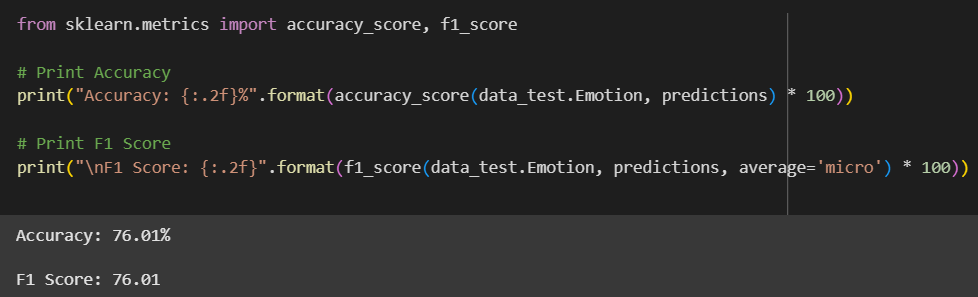 from sklearn.metrics import accuracy_score, f1_score
# Print Accuracy
print("Accuracy: {:.2f}%".format(accuracy_score(data_test.Emotion, predictions) * 100))
# Print F1 Score
print("\nF1 Score: {:.2f}".format(f1_score(data_test.Emotion, predictions, average='micro') * 100))
Accuracy: 76.01%
F1 Score: 76.01